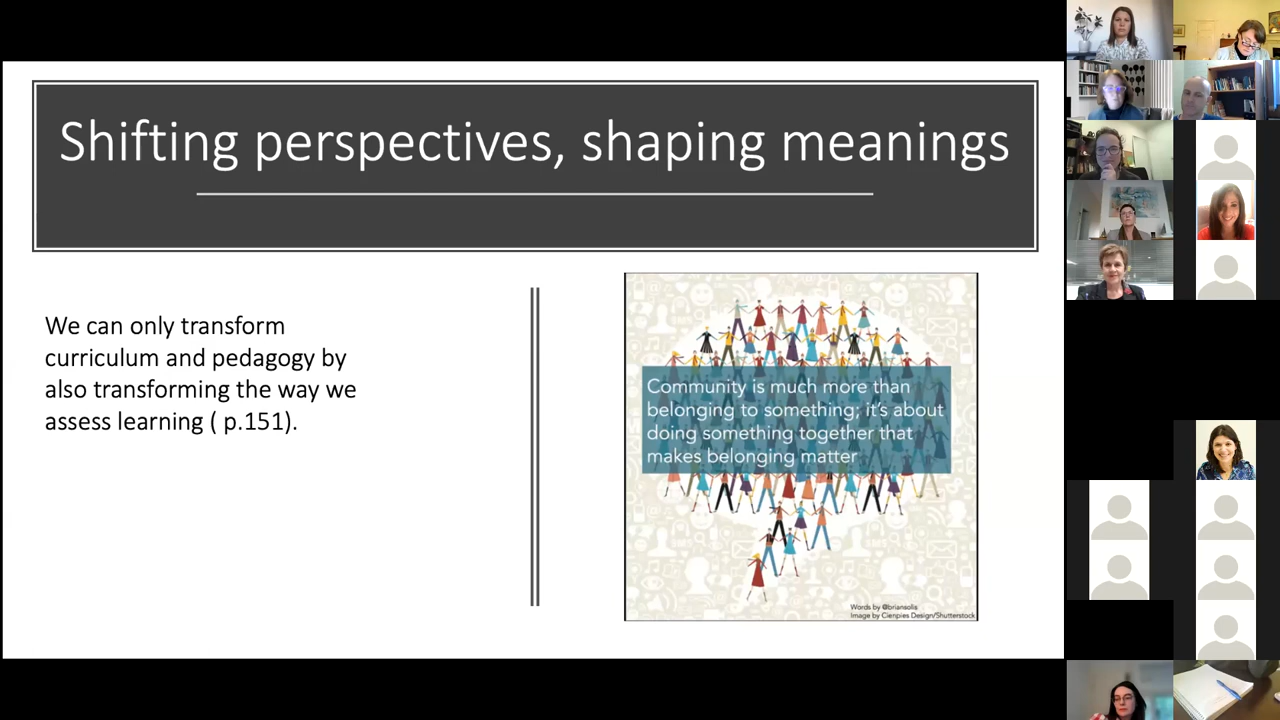 Shifting perspectives, shaping meanings
We can only transform
curriculum and pedagogy by
also transforming the way we
assess learning ( p.151).
Community is much more than
belonging to something; it's about
doing something together that
makes belonging matter
Words by @briansolis
Image by Cienpies Design/Shutterstock